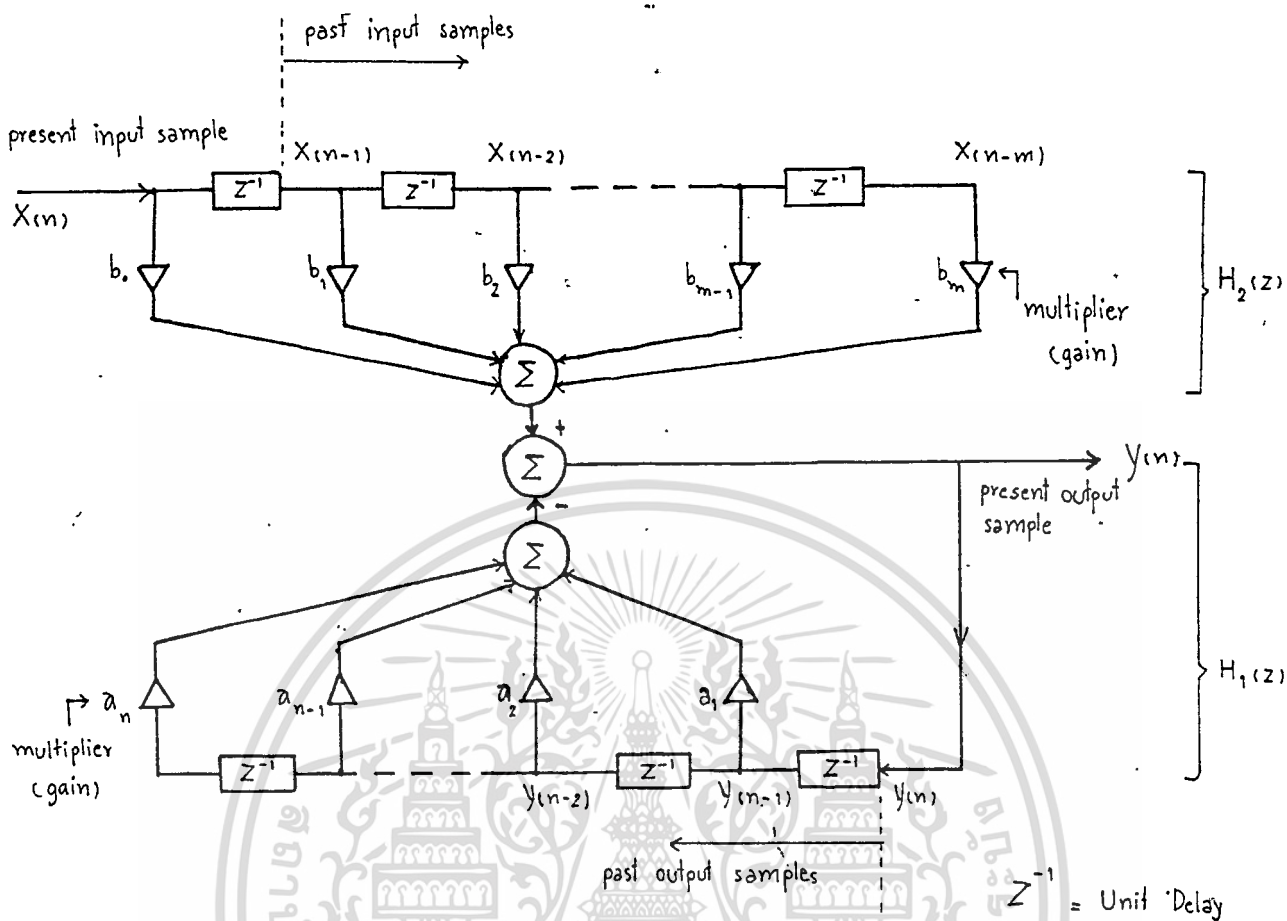 past input samples
present input sample
X(n-1)
X(n-2)
X(n-m)
Z⁻¹
Z⁻¹
Z⁻¹
X(n)
b₀
b₁
b₂
bₘ₋₁
bₘ
multiplier
(gain)
H₂(Z)
Σ
+
Σ
y(n)
present output
sample
-
Σ
H₁(Z)
aₙ
aₙ₋₁
a₂
a₁
multiplier
(gain)
Z⁻¹
Z⁻¹
Z⁻¹
y(n-2)
y(n-1)
y(n)
past output samples
Z⁻¹ = Unit Delay